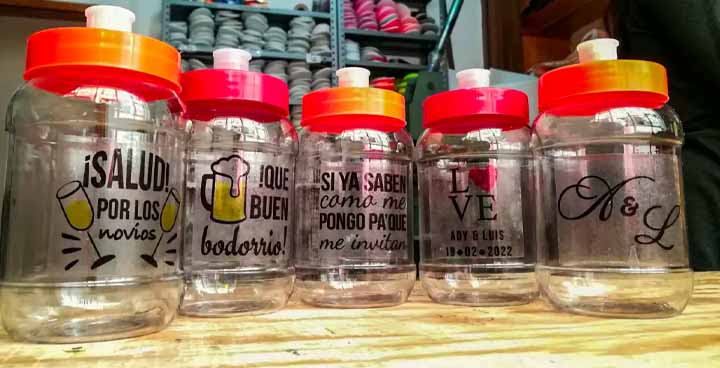 ¡SALUD!
POR LOS
novios
!QUE
BUEN
bodorrio!
SI YA SABEN
como me
PONGO PA'QUE
me invitan
L
VE
ADY & LUIS
19•02•2022
A & L